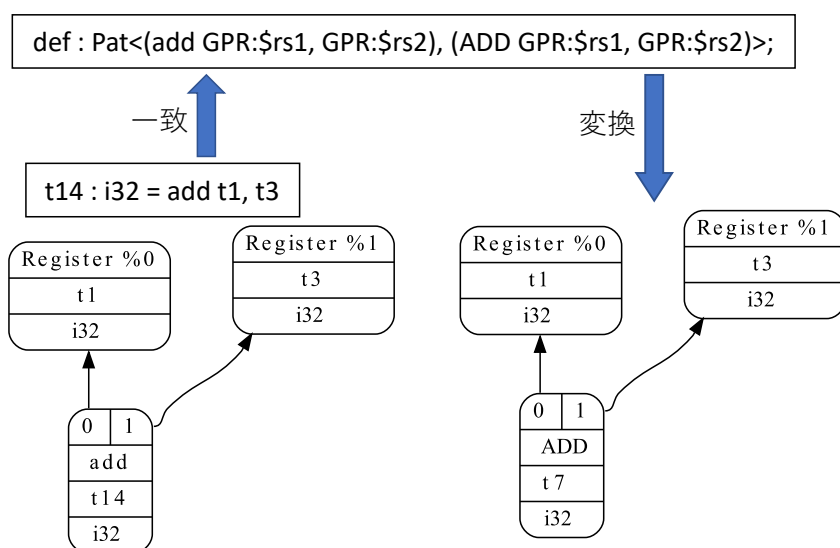 def : Pat<(add GPR:$rs1, GPR:$rs2), (ADD GPR:$rs1, GPR:$rs2)>;
一致
変換
t14 : i32 = add t1, t3
Register %0
t1
i32
Register %1
t3
i32
0 1
add
t14
i32
Register %0
t1
i32
Register %1
t3
i32
0 1
ADD
t7
i32